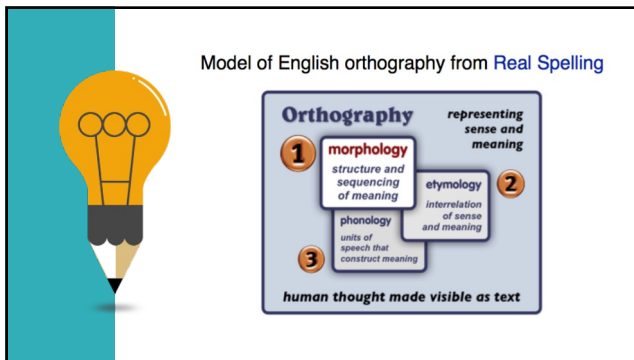 Model of English orthography from Real Spelling
Orthography
representing
sense and
meaning
1
morphology
structure and
sequencing
of meaning
etymology
2
interrelation
of sense
and meaning
phonology
units of
speech that
construct meaning
3
human thought made visible as text